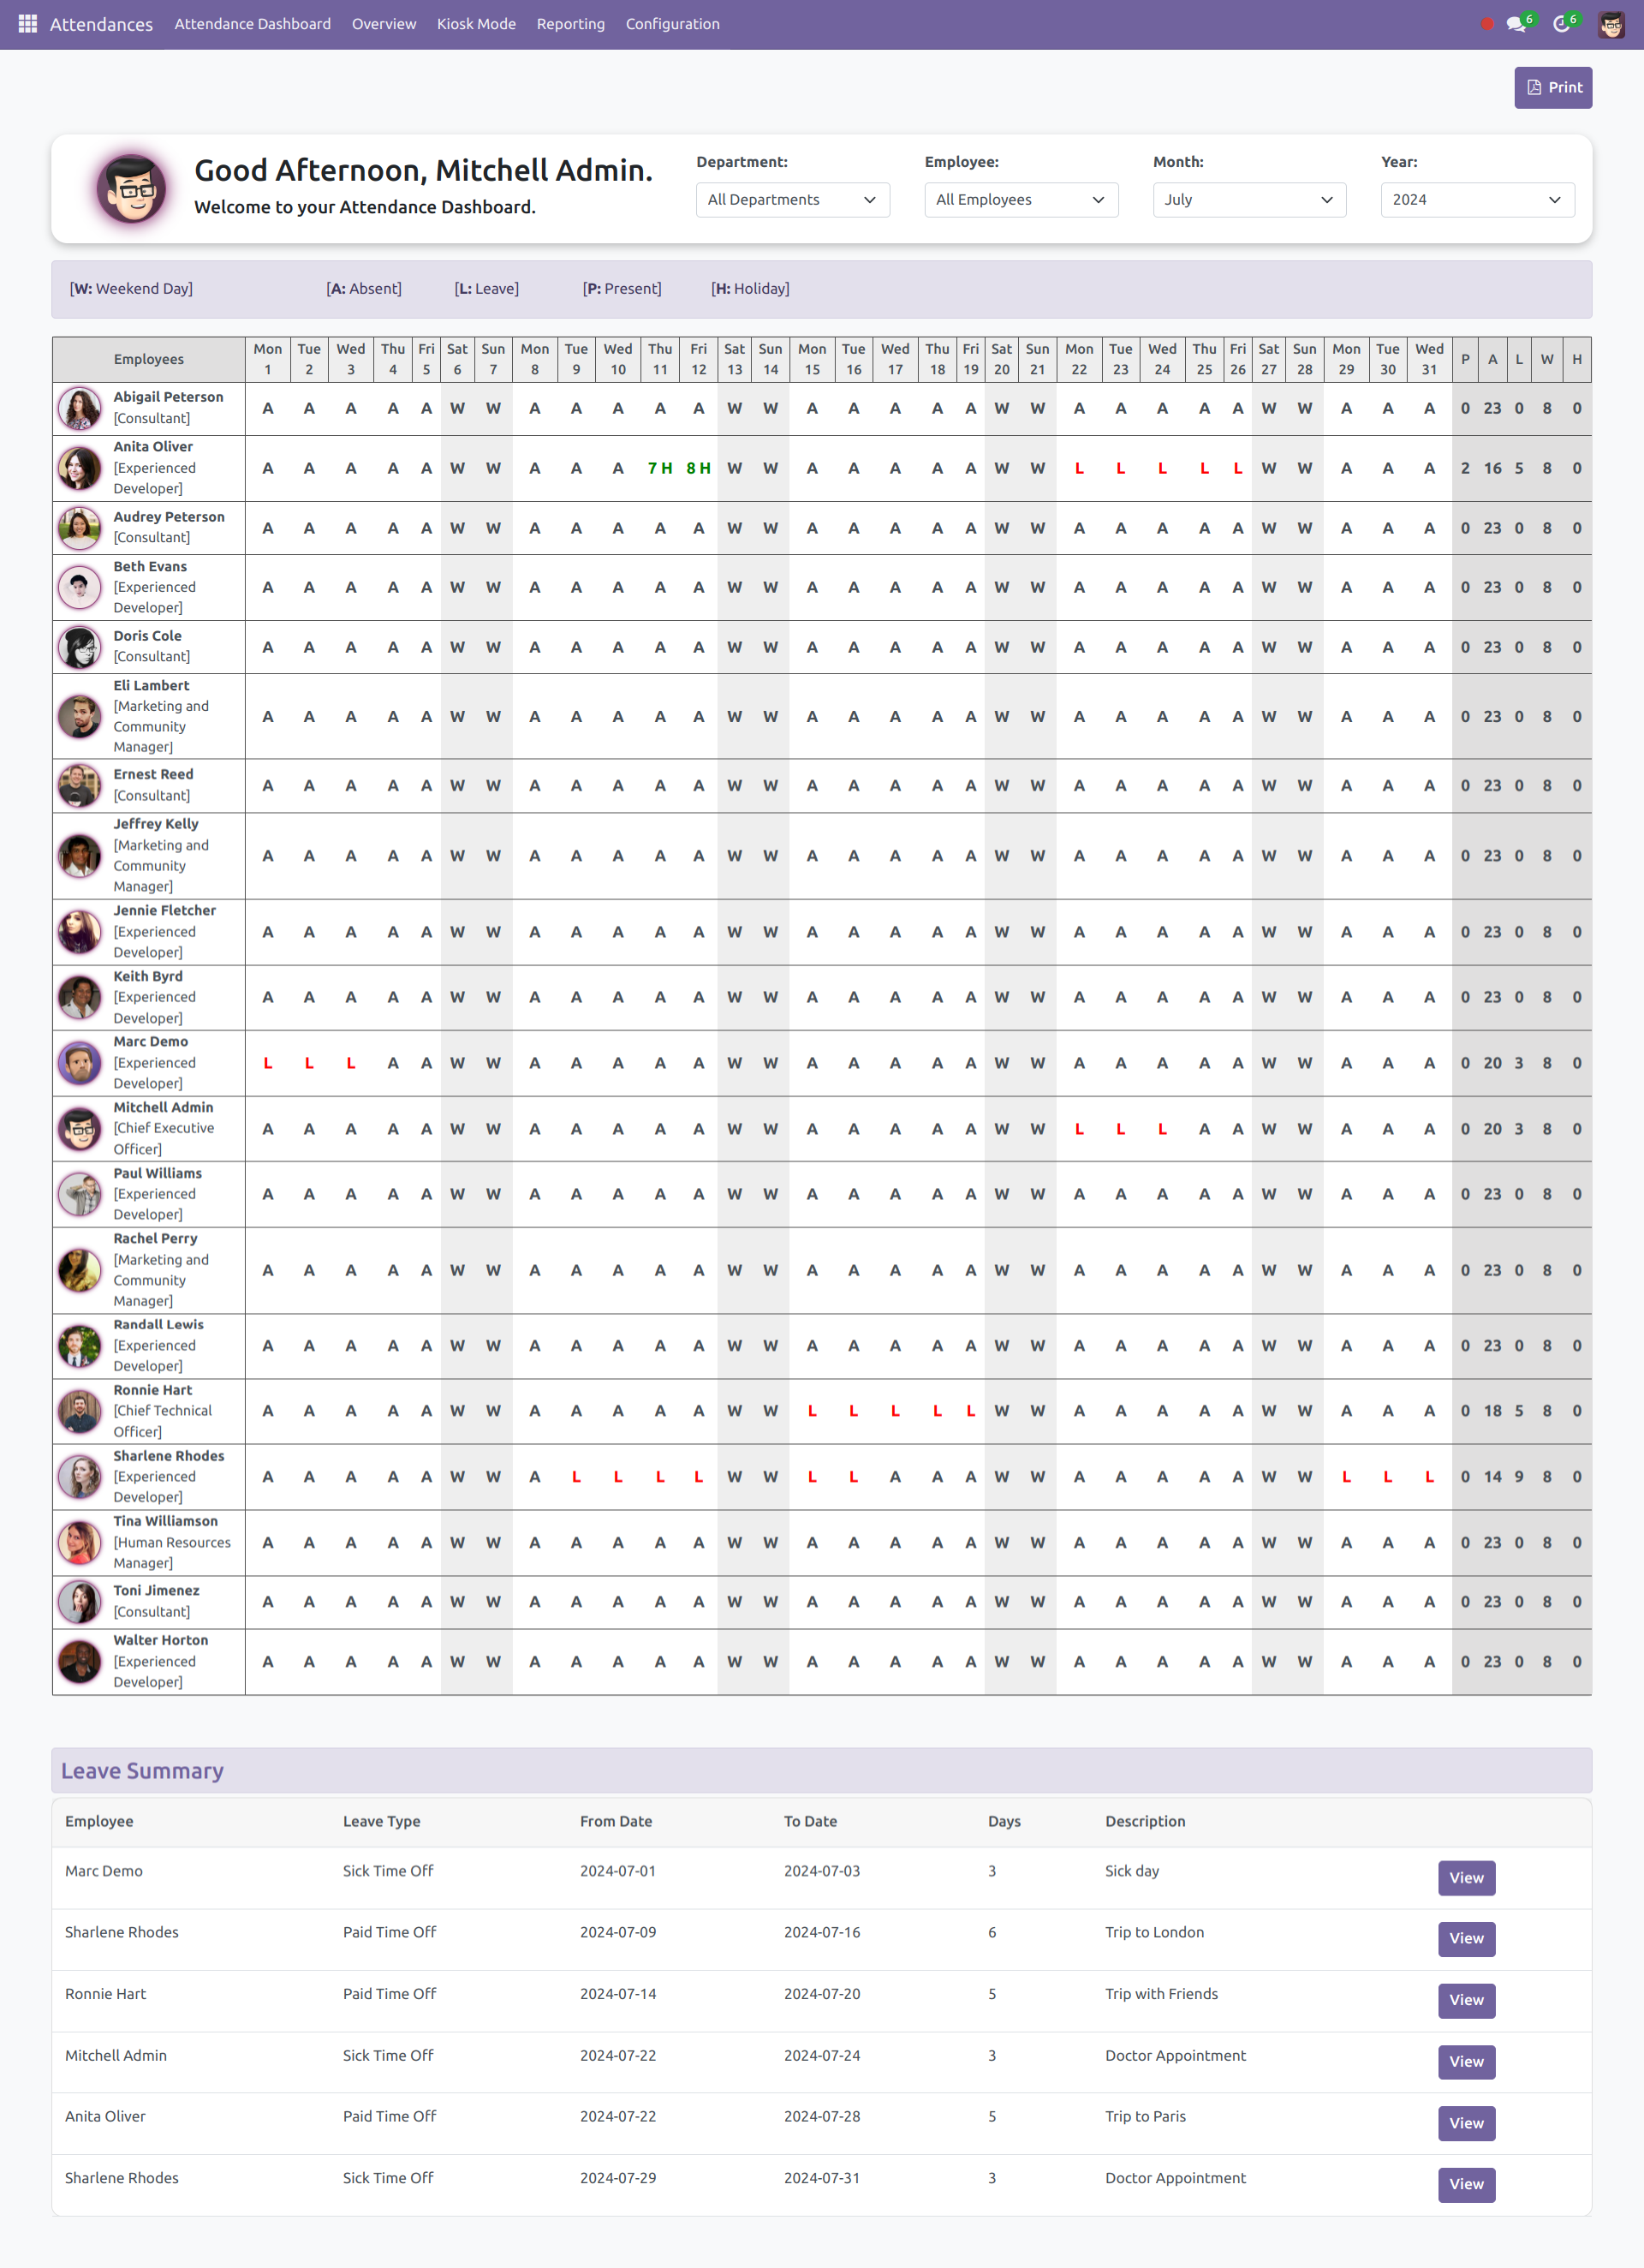 Attendances Attendance Dashboard Overview Kiosk Mode Reporting Configuration 6 6
Print
Good Afternoon, Mitchell Admin.
Welcome to your Attendance Dashboard.
Department: Employee: Month: Year:
All Departments All Employees July 2024
[W: Weekend Day] [A: Absent] [L: Leave] [P: Present] [H: Holiday]
Employees Mon Tue Wed Thu Fri Sat Sun Mon Tue Wed Thu Fri Sat Sun Mon Tue Wed Thu Fri Sat Sun Mon Tue Wed Thu Fri Sat Sun Mon Tue Wed P A L W H
1 2 3 4 5 6 7 8 9 10 11 12 13 14 15 16 17 18 19 20 21 22 23 24 25 26 27 28 29 30 31
Abigail Peterson
[Consultant]
A A A A A W W A A A A A W W A A A A A W W A A A A A W W A A A 0 23 0 8 0
Anita Oliver
[Experienced
Developer]
A A A A A W W A A A 7 H 8 H W W A A A A A W W L L L L L W W A A A 2 16 5 8 0
Audrey Peterson
[Consultant]
A A A A A W W A A A A A W W A A A A A W W A A A A A W W A A A 0 23 0 8 0
Beth Evans
[Experienced
Developer]
A A A A A W W A A A A A W W A A A A A W W A A A A A W W A A A 0 23 0 8 0
Doris Cole
[Consultant]
A A A A A W W A A A A A W W A A A A A W W A A A A A W W A A A 0 23 0 8 0
Eli Lambert
[Marketing and
Community
Manager]
A A A A A W W A A A A A W W A A A A A W W A A A A A W W A A A 0 23 0 8 0
Ernest Reed
[Consultant]
A A A A A W W A A A A A W W A A A A A W W A A A A A W W A A A 0 23 0 8 0
Jeffrey Kelly
[Marketing and
Community
Manager]
A A A A A W W A A A A A W W A A A A A W W A A A A A W W A A A 0 23 0 8 0
Jennie Fletcher
[Experienced
Developer]
A A A A A W W A A A A A W W A A A A A W W A A A A A W W A A A 0 23 0 8 0
Keith Byrd
[Experienced
Developer]
A A A A A W W A A A A A W W A A A A A W W A A A A A W W A A A 0 23 0 8 0
Marc Demo
[Experienced
Developer]
L L L A A W W A A A A A W W A A A A A W W A A A A A W W A A A 0 20 3 8 0
Mitchell Admin
[Chief Executive
Officer]
A A A A A W W A A A A A W W A A A A A W W L L L A A W W A A A 0 20 3 8 0
Paul Williams
[Experienced
Developer]
A A A A A W W A A A A A W W A A A A A W W A A A A A W W A A A 0 23 0 8 0
Rachel Perry
[Marketing and
Community
Manager]
A A A A A W W A A A A A W W A A A A A W W A A A A A W W A A A 0 23 0 8 0
Randall Lewis
[Experienced
Developer]
A A A A A W W A A A A A W W A A A A A W W A A A A A W W A A A 0 23 0 8 0
Ronnie Hart
[Chief Technical
Officer]
A A A A A W W A A A A A W W L L L L L W W A A A A A W W A A A 0 18 5 8 0
Sharlene Rhodes
[Experienced
Developer]
A A A A A W W A L L L L W W L L A A A W W A A A A A W W L L L 0 14 9 8 0
Tina Williamson
[Human Resources
Manager]
A A A A A W W A A A A A W W A A A A A W W A A A A A W W A A A 0 23 0 8 0
Toni Jimenez
[Consultant]
A A A A A W W A A A A A W W A A A A A W W A A A A A W W A A A 0 23 0 8 0
Walter Horton
[Experienced
Developer]
A A A A A W W A A A A A W W A A A A A W W A A A A A W W A A A 0 23 0 8 0
Leave Summary
Employee Leave Type From Date To Date Days Description
Marc Demo Sick Time Off 2024-07-01 2024-07-03 3 Sick day View
Sharlene Rhodes Paid Time Off 2024-07-09 2024-07-16 6 Trip to London View
Ronnie Hart Paid Time Off 2024-07-14 2024-07-20 5 Trip with Friends View
Mitchell Admin Sick Time Off 2024-07-22 2024-07-24 3 Doctor Appointment View
Anita Oliver Paid Time Off 2024-07-22 2024-07-28 5 Trip to Paris View
Sharlene Rhodes Sick Time Off 2024-07-29 2024-07-31 3 Doctor Appointment View